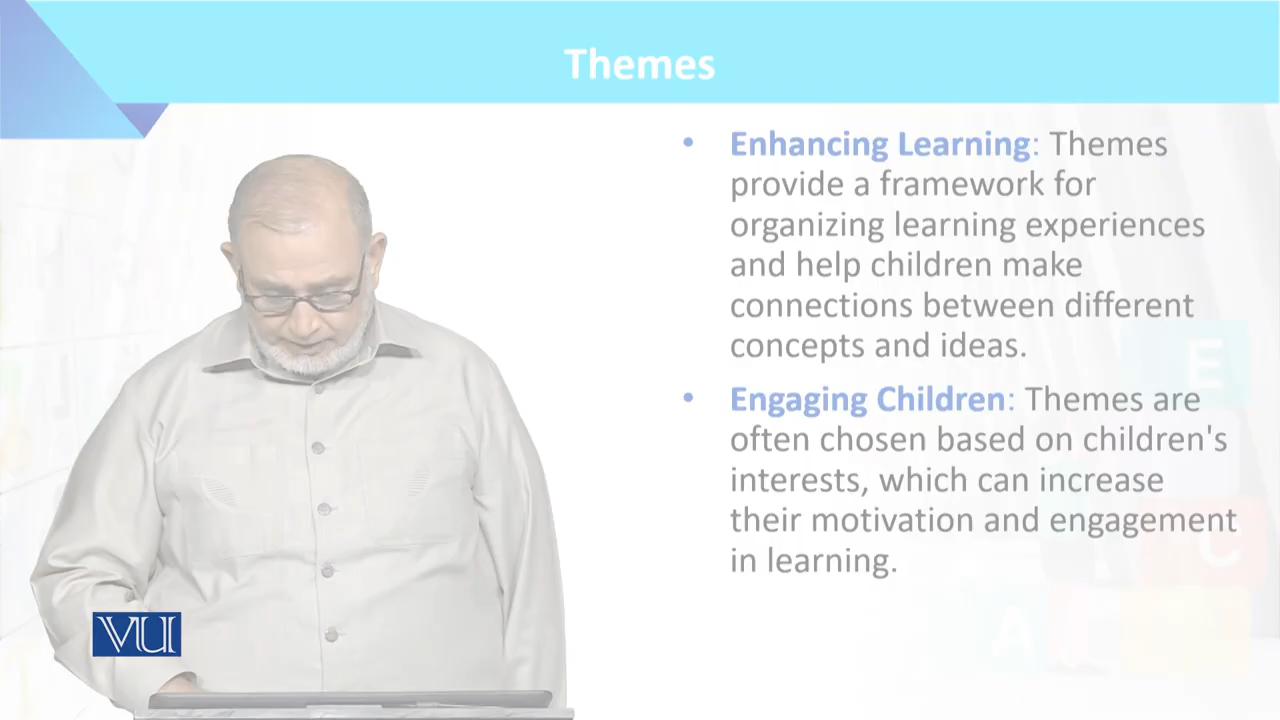 Themes
• Enhancing Learning: Themes
provide a framework for
organizing learning experiences
and help children make
connections between different
concepts and ideas.
• Engaging Children: Themes are
often chosen based on children's
interests, which can increase
their motivation and engagement
in learning.
E
C
A
VU